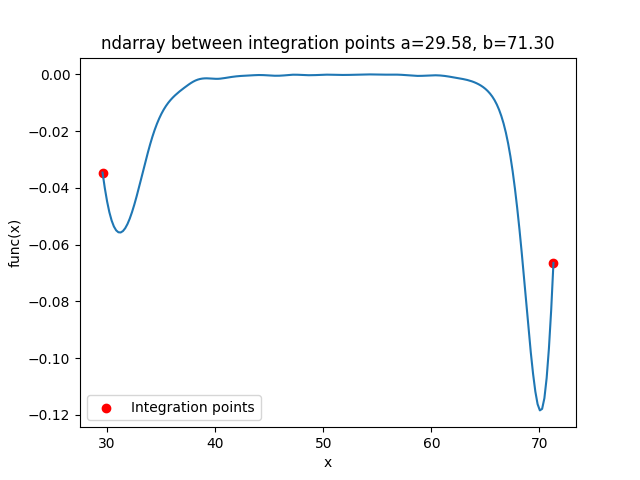 ndarray between integration points a=29.58, b=71.30
0.00
−0.02
−0.04
−0.06
−0.08
−0.10
−0.12
func(x)
Integration points
30 40 50 60 70
x